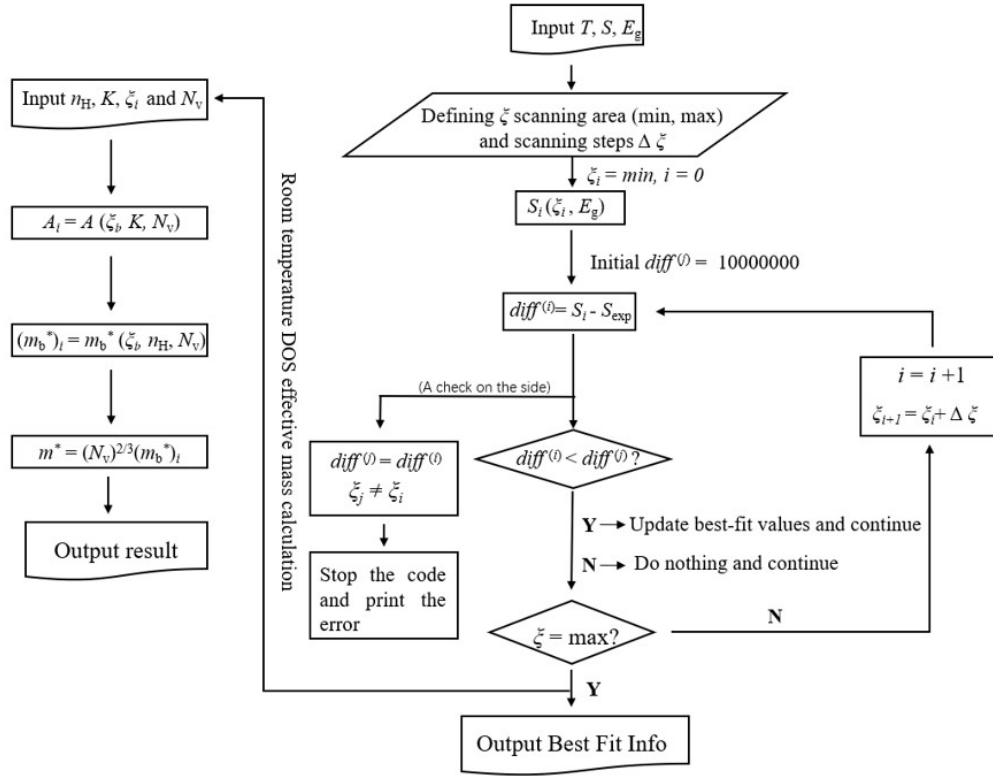 Input T, S, E_g
Defining ξ scanning area (min, max)
and scanning steps Δ ξ
ξ_i = min, i = 0
S_i(ξ_i , E_g)
Initial diff^(j) = 10000000
diff^(i)= S_i - S_exp
(A check on the side)
diff^(j) = diff^(i)
ξ_j ≠ ξ_i
Stop the code
and print the
error
diff^(i) < diff^(j) ?
Y → Update best-fit values and continue
N → Do nothing and continue
ξ = max?
N
i = i +1
ξ_i+1 = ξ_i + Δ ξ
Y
Output Best Fit Info
Room temperature DOS effective mass calculation
Input n_H, K, ξ_i and N_v
A_i = A (ξ_i, K, N_v)
(m_b*)_i = m_b* (ξ_i, n_H, N_v)
m* = (N_v)^2/3(m_b*)_i
Output result